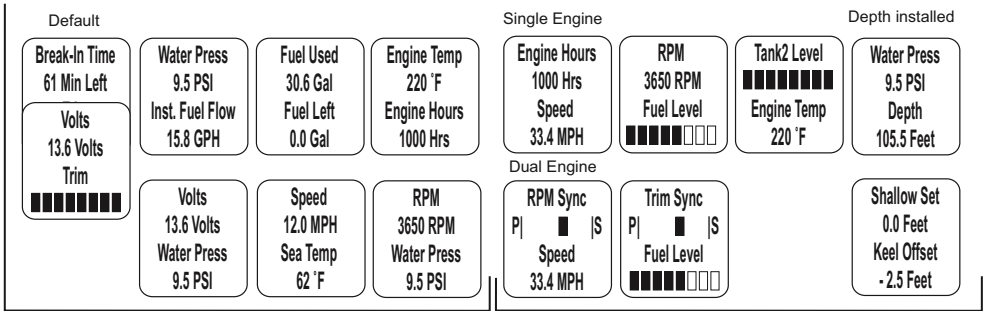 Default
Single Engine
Depth installed
Break-In Time
61 Min Left
Volts
13.6 Volts
Trim
Water Press
9.5 PSI
Inst. Fuel Flow
15.8 GPH
Fuel Used
30.6 Gal
Fuel Left
0.0 Gal
Engine Temp
220 °F
Engine Hours
1000 Hrs
Engine Hours
1000 Hrs
Speed
33.4 MPH
RPM
3650 RPM
Fuel Level
Tank2 Level
Engine Temp
220 °F
Water Press
9.5 PSI
Depth
105.5 Feet
Dual Engine
Volts
13.6 Volts
Water Press
9.5 PSI
Speed
12.0 MPH
Sea Temp
62 °F
RPM
3650 RPM
Water Press
9.5 PSI
RPM Sync
P| |S
Speed
33.4 MPH
Trim Sync
P| |S
Fuel Level
Shallow Set
0.0 Feet
Keel Offset
- 2.5 Feet